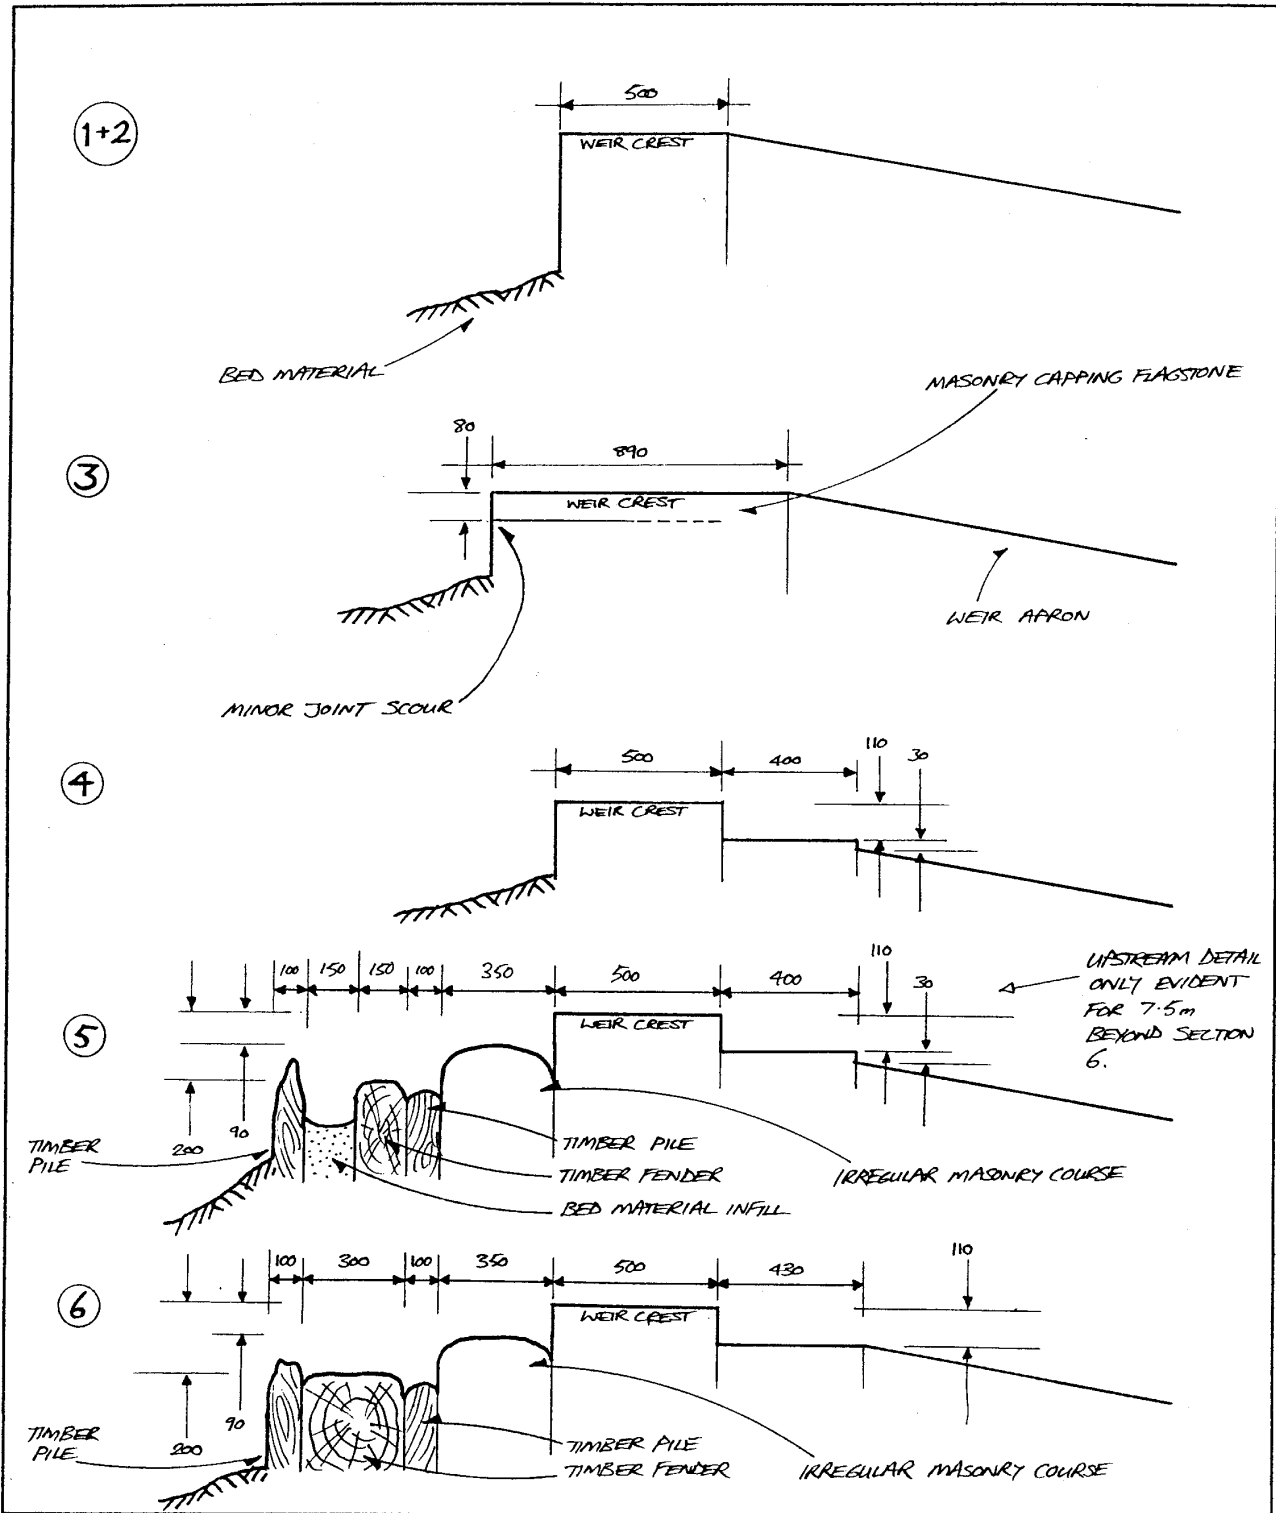 1+2
500
WEIR CREST
BED MATERIAL
MASONRY CAPPING FLAGSTONE
3
80
890
WEIR CREST
WEIR APRON
MINOR JOINT SCOUR
4
500
400
110
30
WEIR CREST
5
100
150
150
100
350
500
400
110
30
UPSTREAM DETAIL
ONLY EVIDENT
FOR 7.5m
BEYOND SECTION
6.
WEIR CREST
90
200
TIMBER
PILE
TIMBER PILE
TIMBER FENDER
BED MATERIAL INFILL
IRREGULAR MASONRY COURSE
6
100
300
100
350
500
430
110
WEIR CREST
90
200
TIMBER
PILE
TIMBER PILE
TIMBER FENDER
IRREGULAR MASONRY COURSE